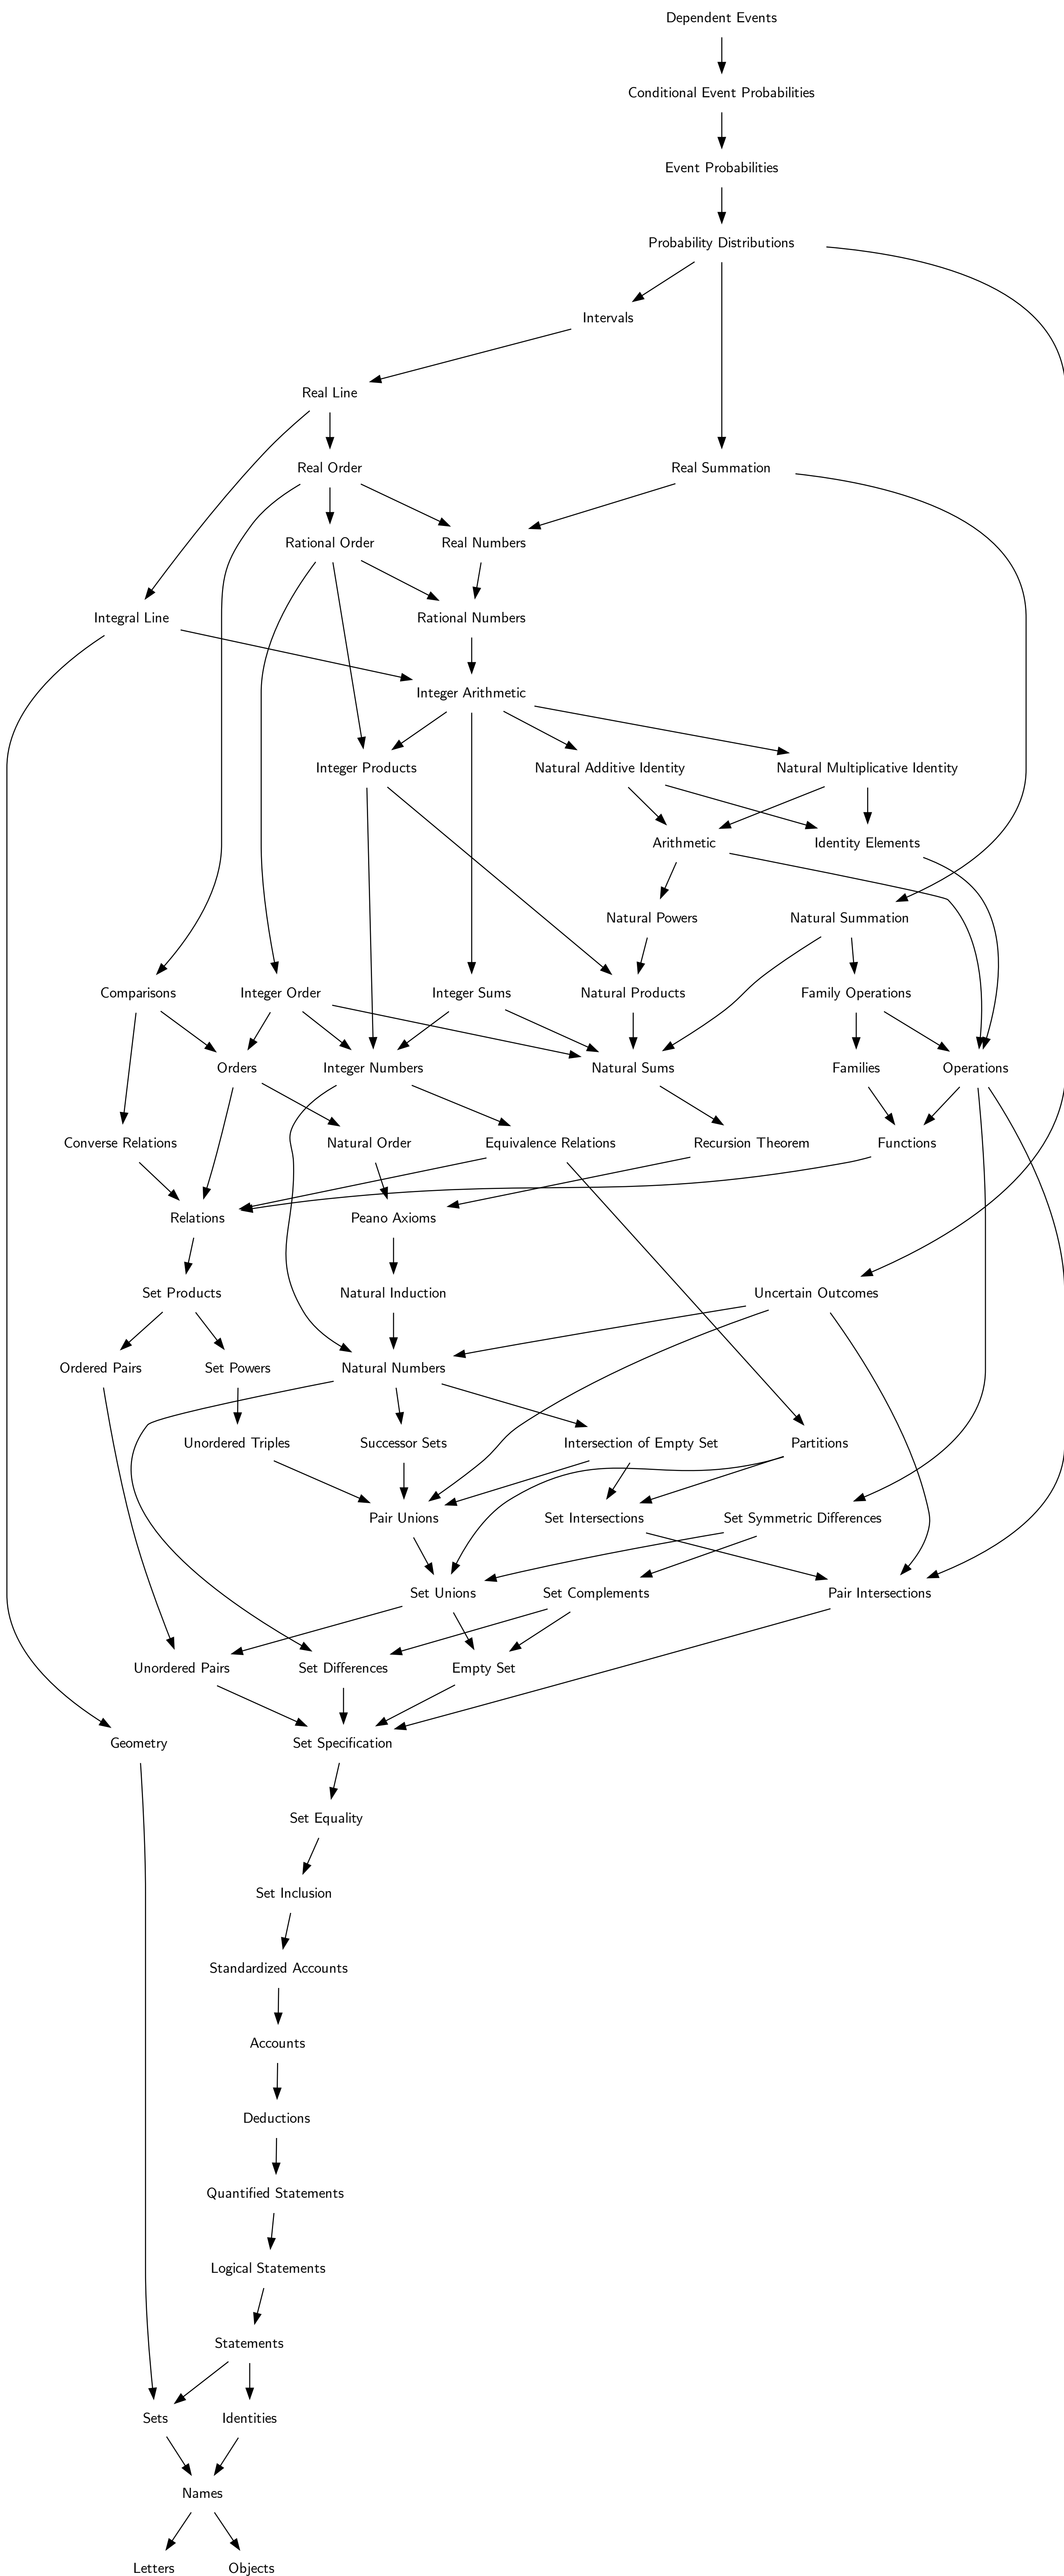 Dependent Events
Conditional Event Probabilities
Event Probabilities
Probability Distributions
Intervals
Real Line
Real Order
Real Summation
Rational Order
Real Numbers
Integral Line
Rational Numbers
Integer Arithmetic
Integer Products
Natural Additive Identity
Natural Multiplicative Identity
Arithmetic
Identity Elements
Natural Powers
Natural Summation
Comparisons
Integer Order
Integer Sums
Natural Products
Family Operations
Orders
Integer Numbers
Natural Sums
Families
Operations
Converse Relations
Natural Order
Equivalence Relations
Recursion Theorem
Functions
Relations
Peano Axioms
Set Products
Natural Induction
Uncertain Outcomes
Ordered Pairs
Set Powers
Natural Numbers
Unordered Triples
Successor Sets
Intersection of Empty Set
Partitions
Pair Unions
Set Intersections
Set Symmetric Differences
Set Unions
Set Complements
Pair Intersections
Unordered Pairs
Set Differences
Empty Set
Geometry
Set Specification
Set Equality
Set Inclusion
Standardized Accounts
Accounts
Deductions
Quantified Statements
Logical Statements
Statements
Sets
Identities
Names
Letters
Objects